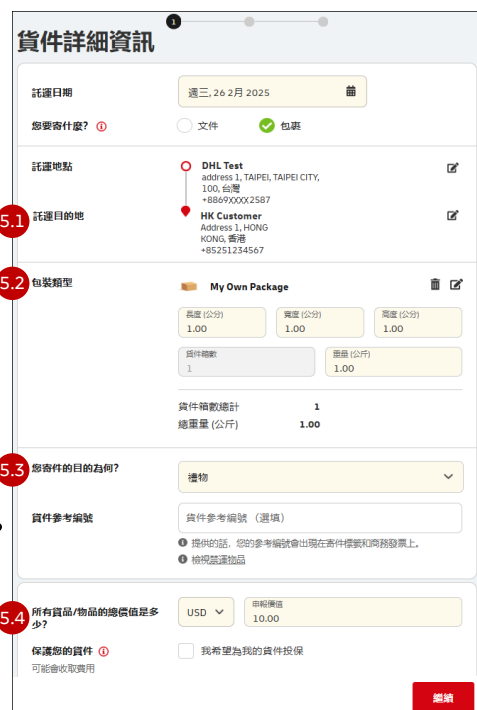 1
貨件詳細資訊
託運日期
週三, 26 2月 2025
您要寄什麼?
文件
包裹
託運地點
DHL Test
address 1, TAIPEI, TAIPEI CITY,
100, 台灣
+8869XXXX2587
5.1 託運目的地
HK Customer
Address 1, HONG
KONG, 香港
+85251234567
5.2 包裝類型
My Own Package
長度 (公分) 寬度 (公分) 高度 (公分)
1.00 1.00 1.00
貨件箱數 重量 (公斤)
1 1.00
貨件箱數總計 1
總重量 (公斤) 1.00
5.3 您寄件的目的為何?
禮物
貨件參考編號
貨件參考編號 （選填）
提供的話，您的參考編號會出現在寄件標籤和商務發票上。
檢視禁運物品
5.4 所有貨品/物品的總價值是多
少?
USD
申報價值
10.00
保護您的貨件
我希望為我的貨件投保
可能會收取費用
繼續